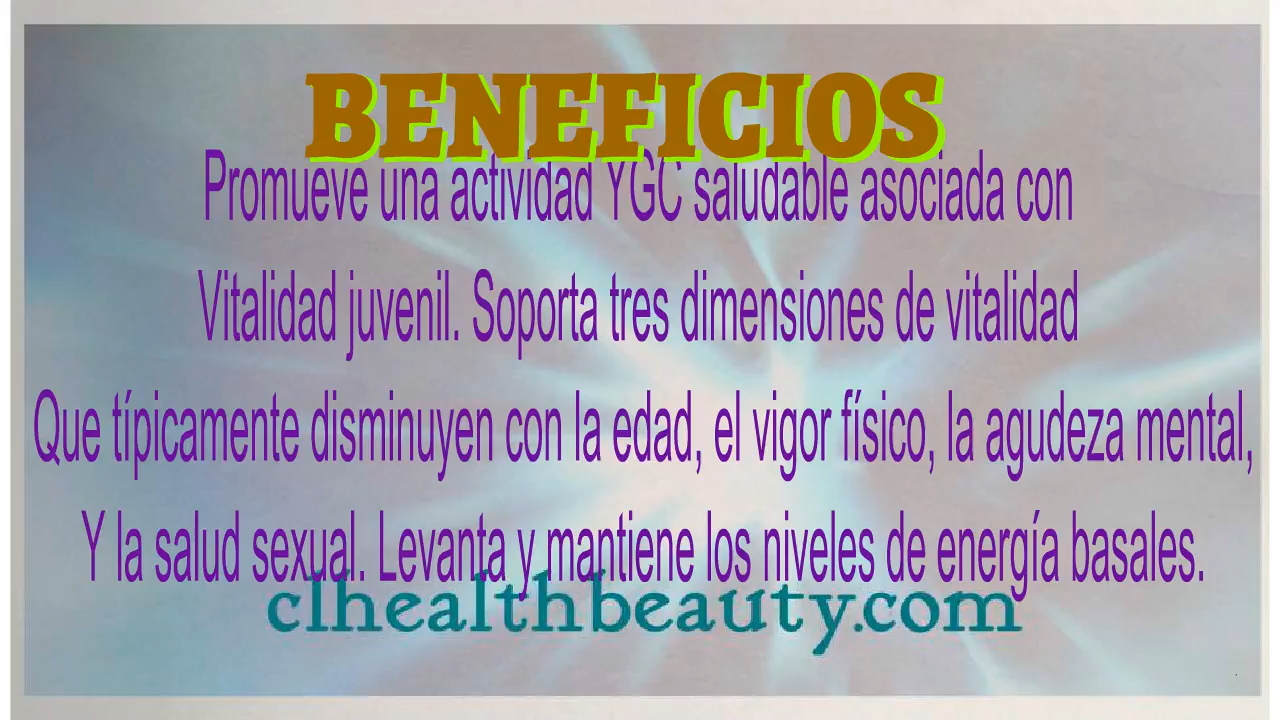 BENEFICIOS
Promueve una actividad YGC saludable asociada con
Vitalidad juvenil. Soporta tres dimensiones de vitalidad
Que típicamente disminuyen con la edad, el vigor físico, la agudeza mental,
Y la salud sexual. Levanta y mantiene los niveles de energía basales.
clhealthbeauty.com